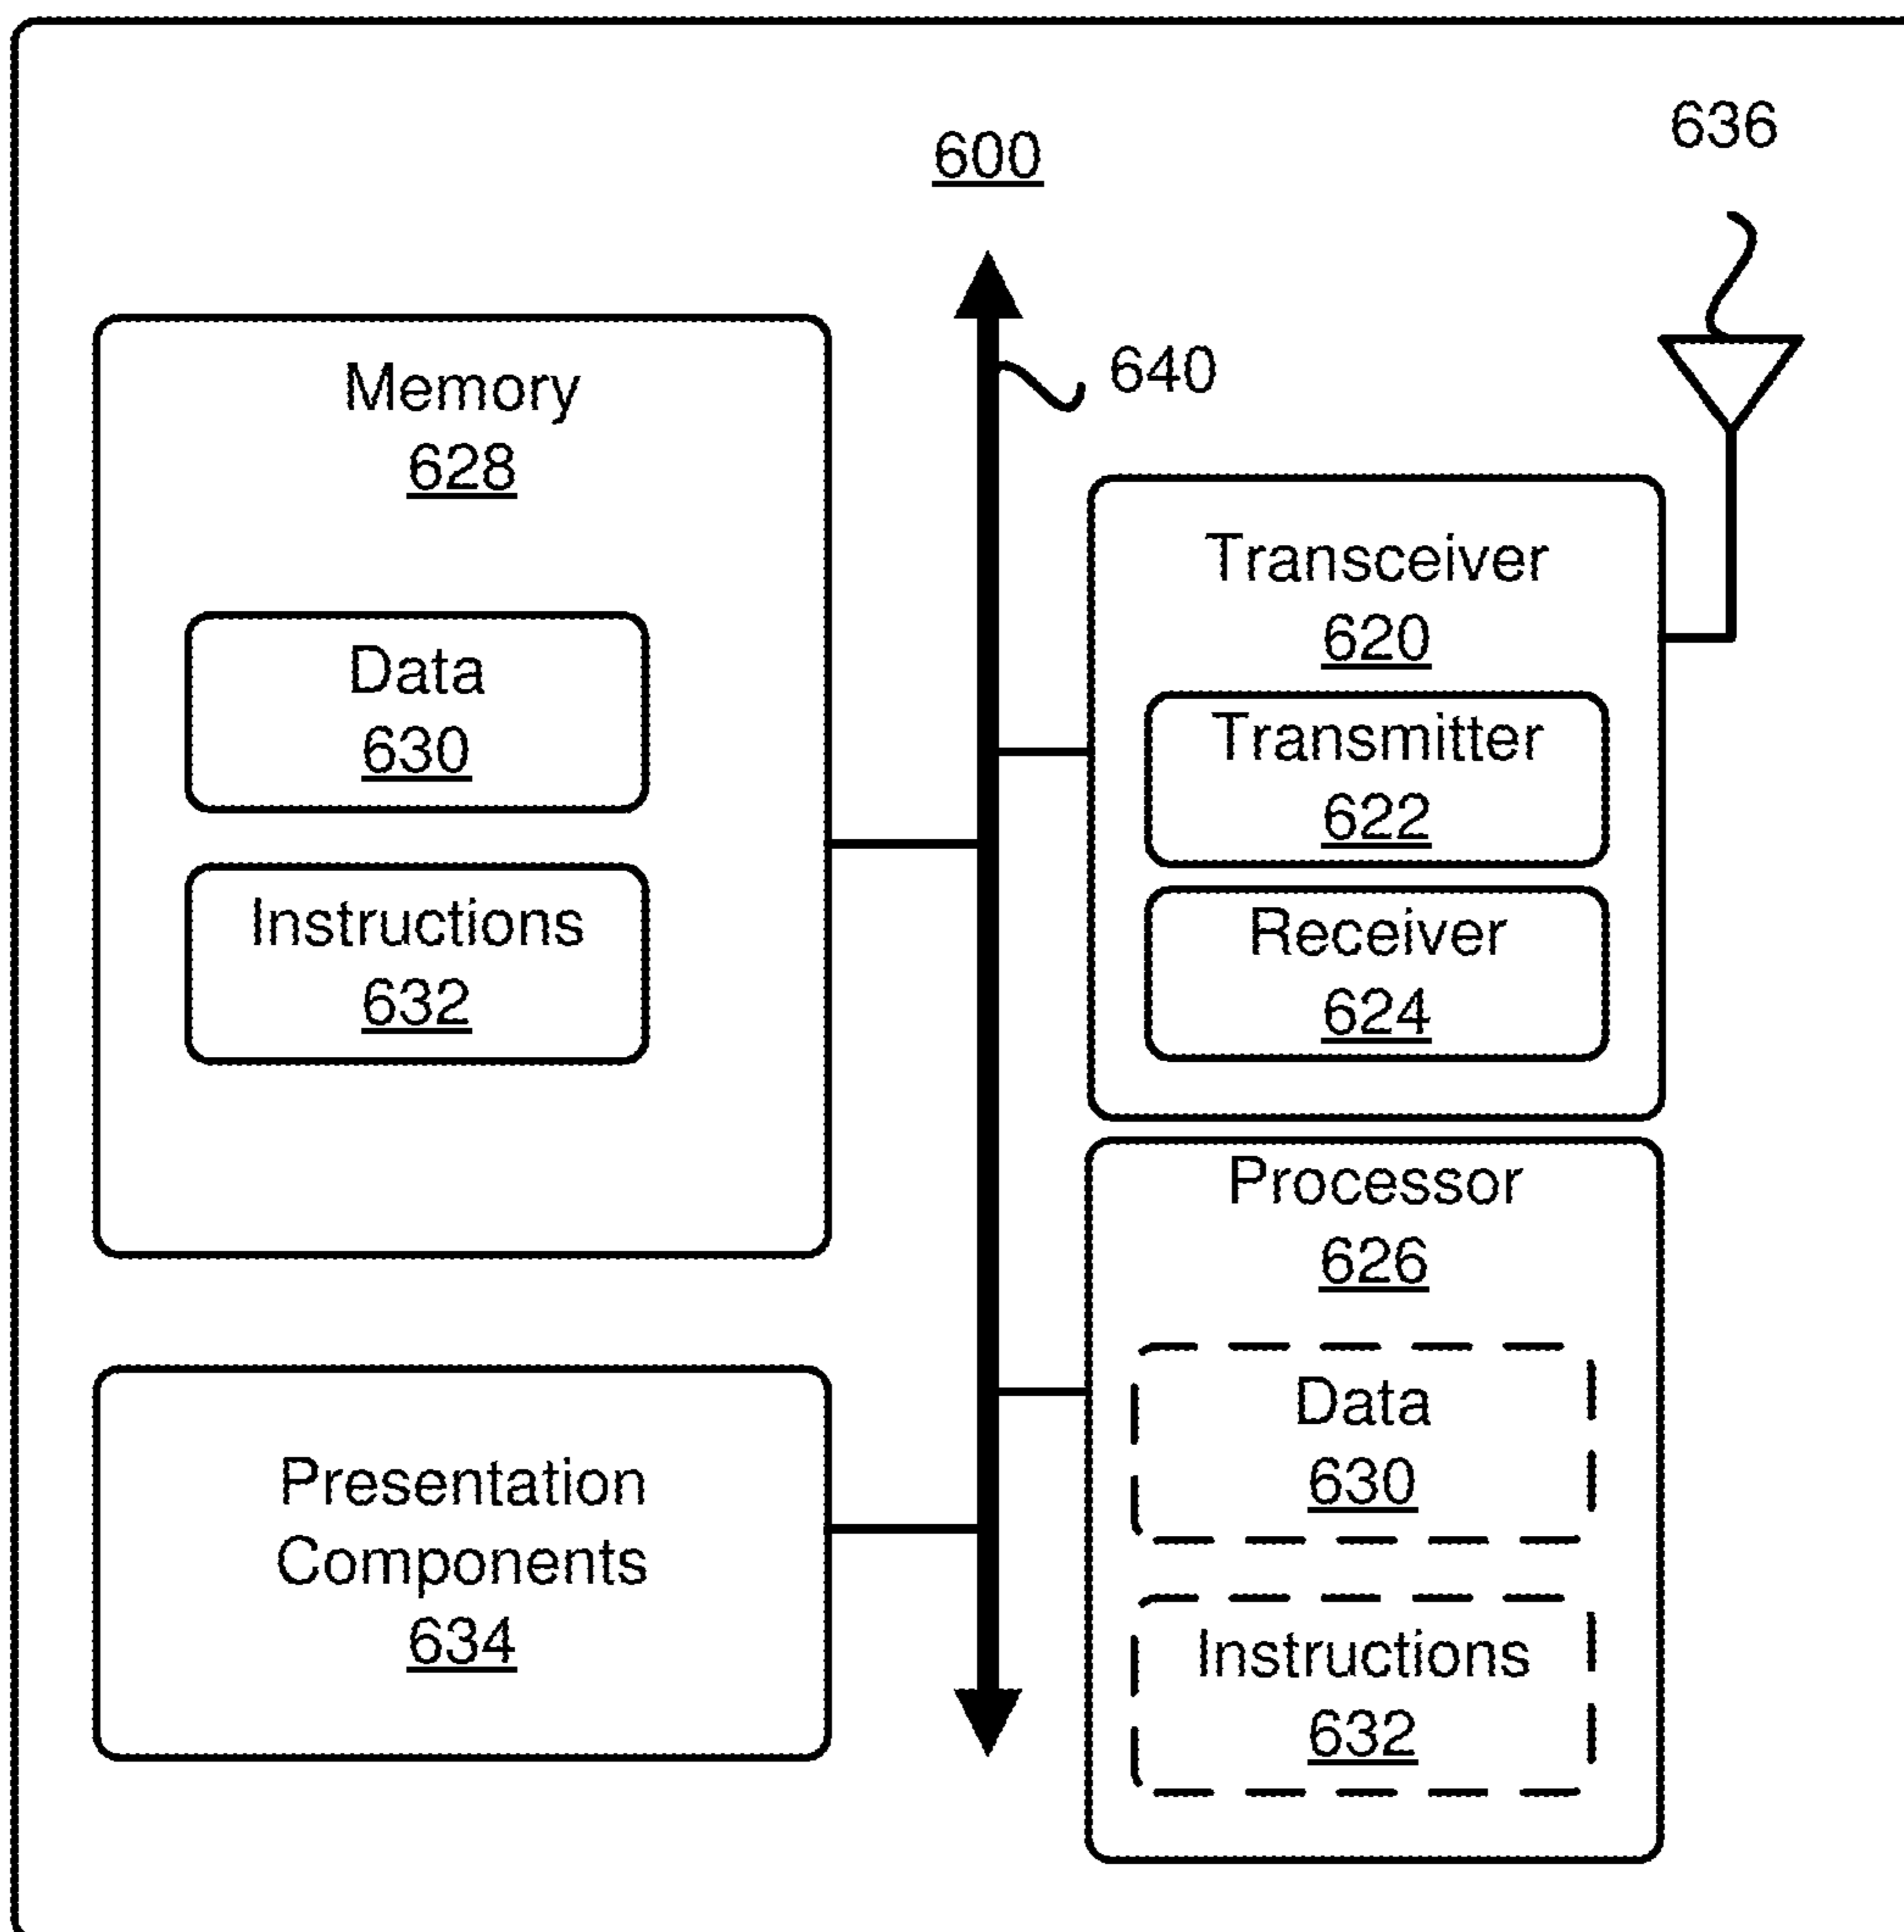 600
636
640
Memory
628
Data
630
Instructions
632
Transceiver
620
Transmitter
622
Receiver
624
Processor
626
Data
630
Instructions
632
Presentation
Components
634